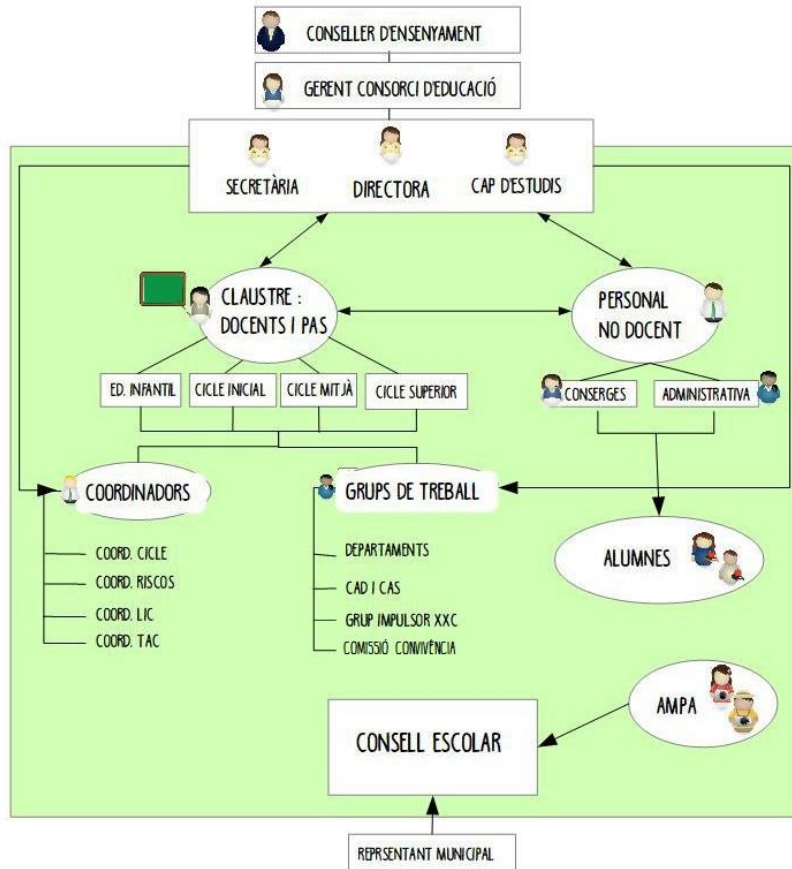 CONSELLER D'ENSENYAMENT
GERENT CONSORCI D'EDUCACIÓ
SECRETÀRIA
DIRECTORA
CAP D'ESTUDIS
CLAUSTRE :
DOCENTS I PAS
PERSONAL
NO DOCENT
ED. INFANTIL
CICLE INICIAL
CICLE MITJÀ
CICLE SUPERIOR
CONSERGES
ADMINISTRATIVA
COORDINADORS
GRUPS DE TREBALL
COORD. CICLE
COORD. RISCOS
COORD. LIC
COORD. TAC
DEPARTAMENTS
CAD I CAS
GRUP IMPULSOR XXC
COMISSIÓ CONVIVÈNCIA
ALUMNES
AMPA
CONSELL ESCOLAR
REPRSENTANT MUNICIPAL